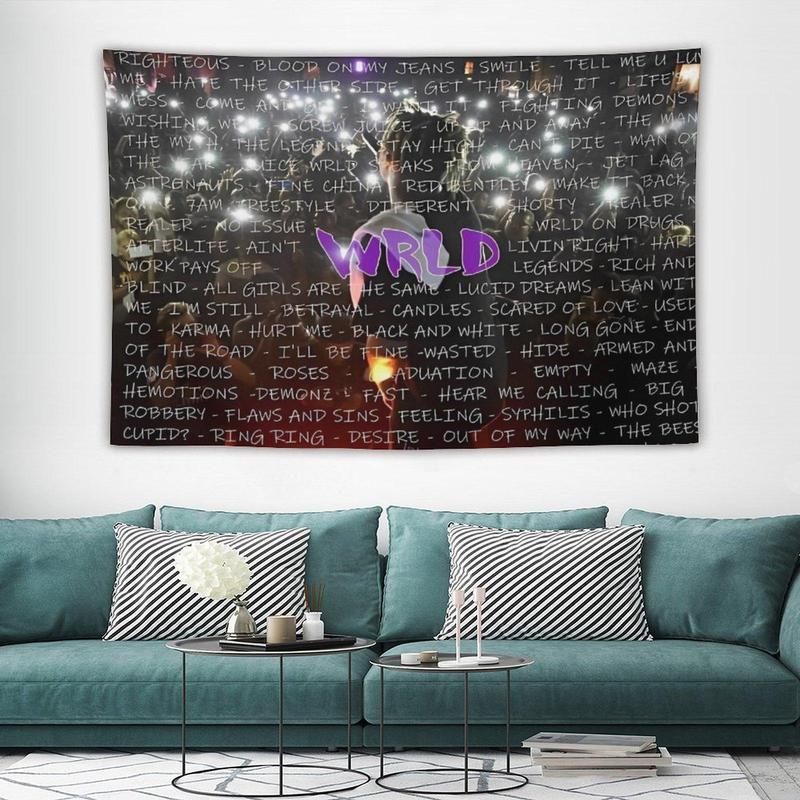 RIGHTEOUS - BLOOD ON MY JEANS - SMILE - TELL ME U LUV
ME - HATE THE OTHER SIDE - GET THROUGH IT - LIFE'S
MESS - COME AND GO - I WANT IT - FIGHTING DEMONS -
WISHING WE - SCREW JUICE - UP UP AND AWAY - THE MAN
THE MYTH, THE LEGEND - STAY HIGH - CAN'T DIE - MAN OF
THE YEAR - JUICE WRLD SPEAKS FROM HEAVEN - JET LAG -
ASTRONAUTS - FINE CHINA - RED BENTLEY - MAKE IT BACK -
7AM FREESTYLE - DIFFERENT - SHORTY - REALER N
REALER - NO ISSUE WRLD ON DRUGS
AFTERLIFE - AIN'T WRLD LIVIN RIGHT - HARD
WORK PAYS OFF LEGENDS - RICH AND
BLIND - ALL GIRLS ARE THE SAME - LUCID DREAMS - LEAN WIT
ME - I'M STILL - BETRAYAL - CANDLES - SCARED OF LOVE - USED
TO - KARMA - HURT ME - BLACK AND WHITE - LONG GONE - END
OF THE ROAD - I'LL BE FINE -WASTED - HIDE - ARMED AND
DANGEROUS - ROSES - GRADUATION - EMPTY - MAZE -
HEMOTIONS -DEMONZ - FAST - HEAR ME CALLING - BIG -
ROBBERY - FLAWS AND SINS - FEELING - SYPHILIS - WHO SHOT
CUPID? - RING RING - DESIRE - OUT OF MY WAY - THE BEES